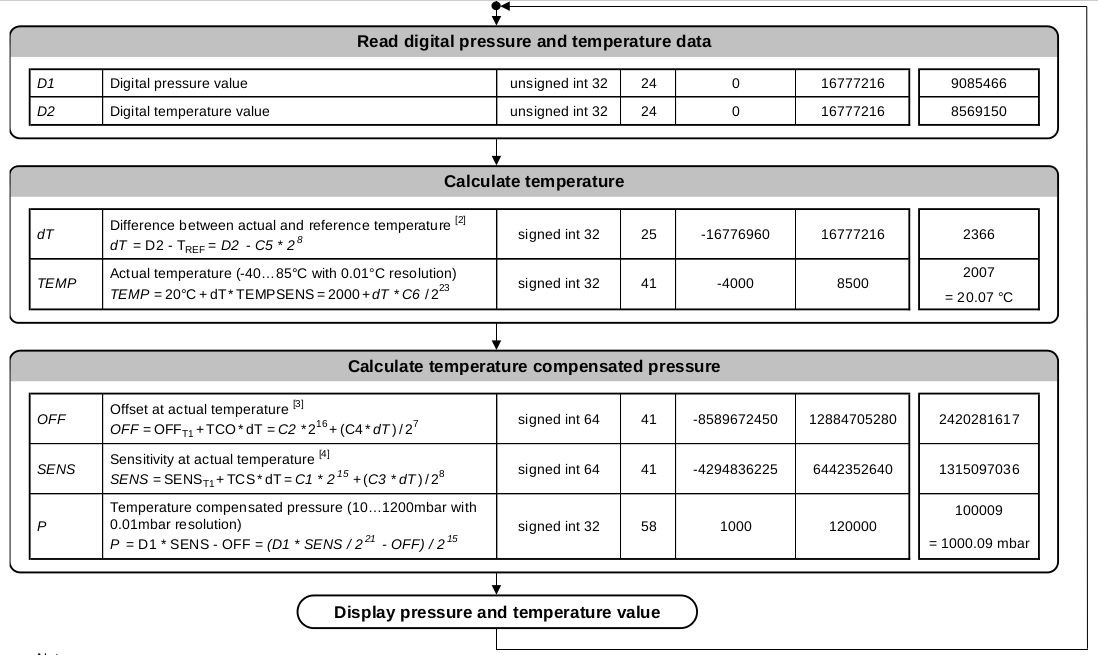 Read digital pressure and temperature data
D1 Digital pressure value unsigned int 32 24 0 16777216 9085466
D2 Digital temperature value unsigned int 32 24 0 16777216 8569150
Calculate temperature
dT Difference between actual and reference temperature [2] signed int 32 25 -16776960 16777216 2366
dT = D2 - TREF = D2 - C5 * 2^8
TEMP Actual temperature (-40…85°C with 0.01°C resolution) signed int 32 41 -4000 8500 2007
TEMP = 20°C + dT * TEMPSENS = 2000 + dT * C6 / 2^23
= 20.07 °C
Calculate temperature compensated pressure
OFF Offset at actual temperature [3] signed int 64 41 -8589672450 12884705280 2420281617
OFF = OFFT1 + TCO * dT = C2 * 2^16 + (C4 * dT) / 2^7
SENS Sensitivity at actual temperature [4] signed int 64 41 -4294836225 6442352640 1315097036
SENS = SENST1 + TCS * dT = C1 * 2^15 + (C3 * dT) / 2^8
P Temperature compensated pressure (10…1200mbar with signed int 32 58 1000 120000 100009
0.01mbar resolution)
P = D1 * SENS - OFF = (D1 * SENS / 2^21 - OFF) / 2^15
= 1000.09 mbar
Display pressure and temperature value